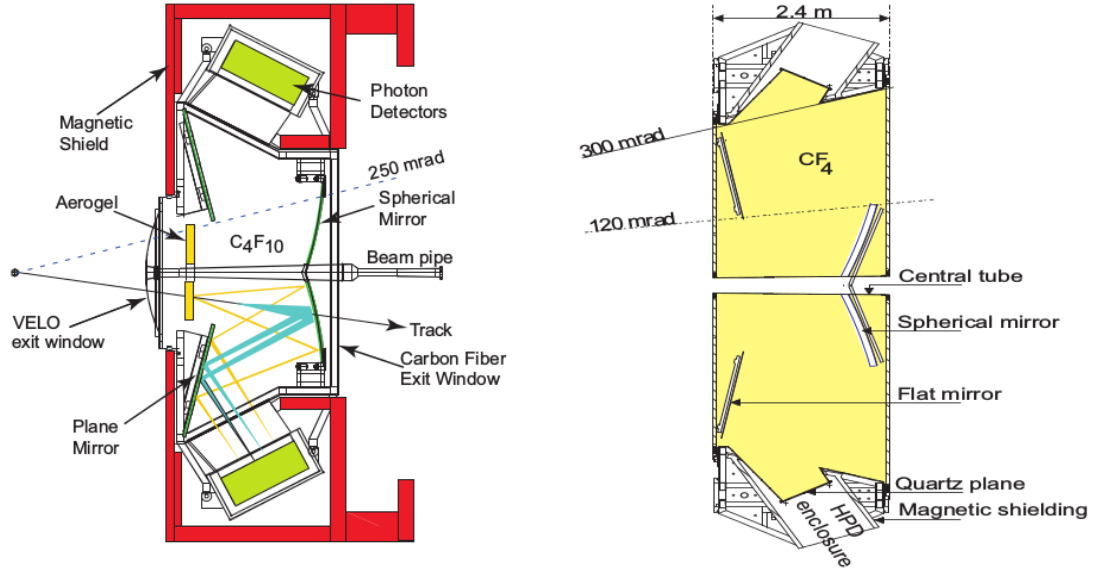 Photon
Detectors
Magnetic
Shield
250 mrad
Aerogel
Spherical
Mirror
C4F10
Beam pipe
VELO
exit window
Track
Carbon Fiber
Exit Window
Plane
Mirror
2.4 m
300 mrad
CF4
120 mrad
Central tube
Spherical mirror
Flat mirror
Quartz plane
Magnetic shielding
HPD
enclosure